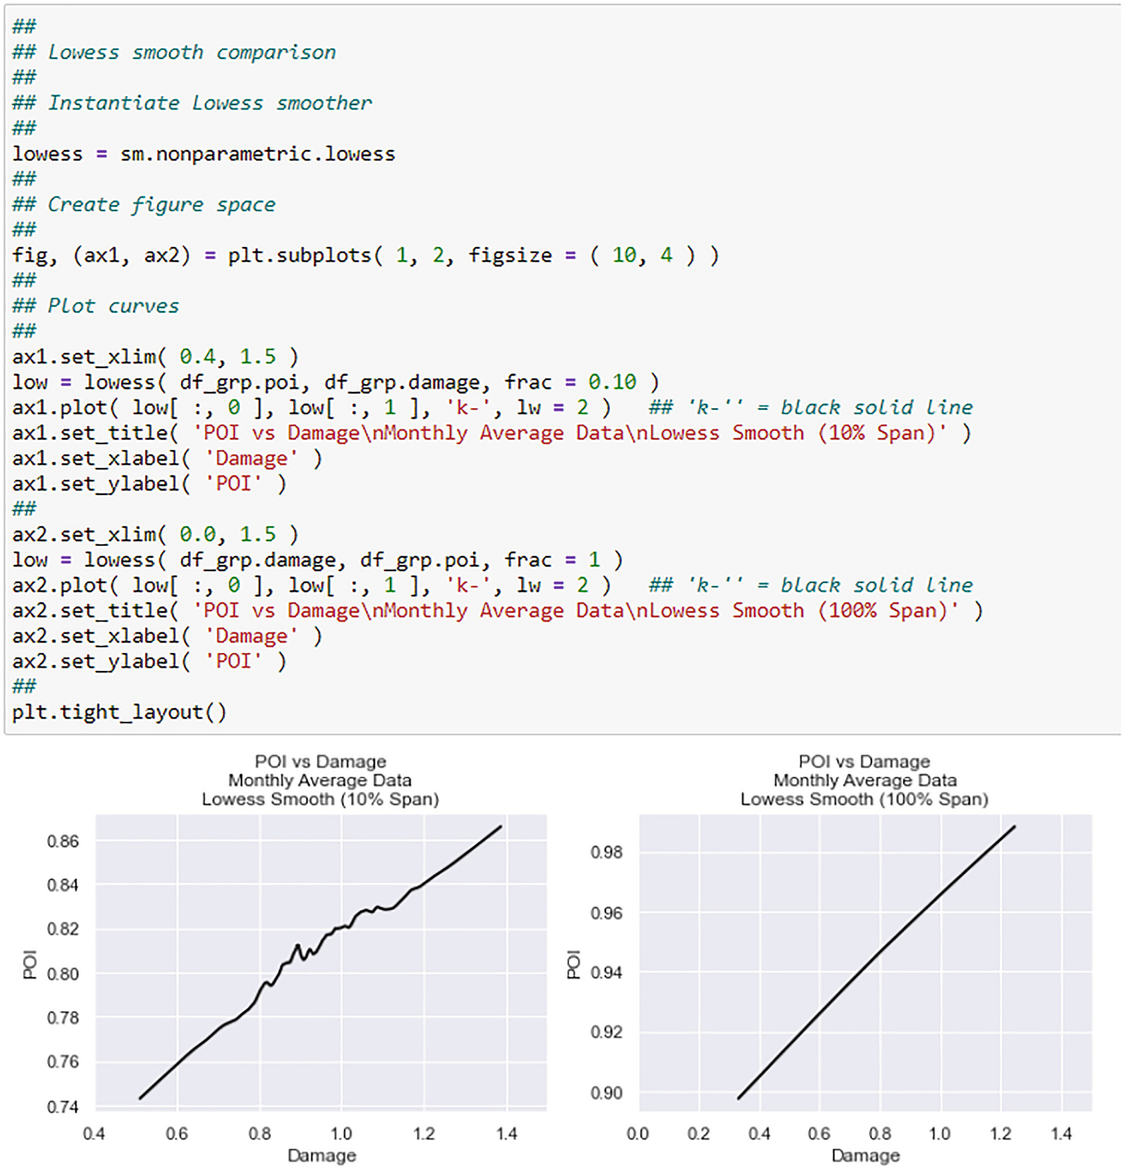 ##
## Lowess smooth comparison
##
## Instantiate Lowess smoother
##
lowess = sm.nonparametric.lowess
##
## Create figure space
##
fig, (ax1, ax2) = plt.subplots( 1, 2, figsize = ( 10, 4 ) )
##
## Plot curves
##
ax1.set_xlim( 0.4, 1.5 )
low = lowess( df_grp.poi, df_grp.damage, frac = 0.10 )
ax1.plot( low[ :, 0 ], low[ :, 1 ], 'k-', lw = 2 )   ## 'k-'' = black solid line
ax1.set_title( 'POI vs Damage\nMonthly Average Data\nLowess Smooth (10% Span)' )
ax1.set_xlabel( 'Damage' )
ax1.set_ylabel( 'POI' )
##
ax2.set_xlim( 0.0, 1.5 )
low = lowess( df_grp.damage, df_grp.poi, frac = 1 )
ax2.plot( low[ :, 0 ], low[ :, 1 ], 'k-', lw = 2 )   ## 'k-'' = black solid line
ax2.set_title( 'POI vs Damage\nMonthly Average Data\nLowess Smooth (100% Span)' )
ax2.set_xlabel( 'Damage' )
ax2.set_ylabel( 'POI' )
##
plt.tight_layout()
POI vs Damage
Monthly Average Data
Lowess Smooth (10% Span)
0.86
0.84
0.82
0.80
0.78
0.76
0.74
POI
0.4 0.6 0.8 1.0 1.2 1.4
Damage
POI vs Damage
Monthly Average Data
Lowess Smooth (100% Span)
0.98
0.96
0.94
0.92
0.90
POI
0.0 0.2 0.4 0.6 0.8 1.0 1.2 1.4
Damage